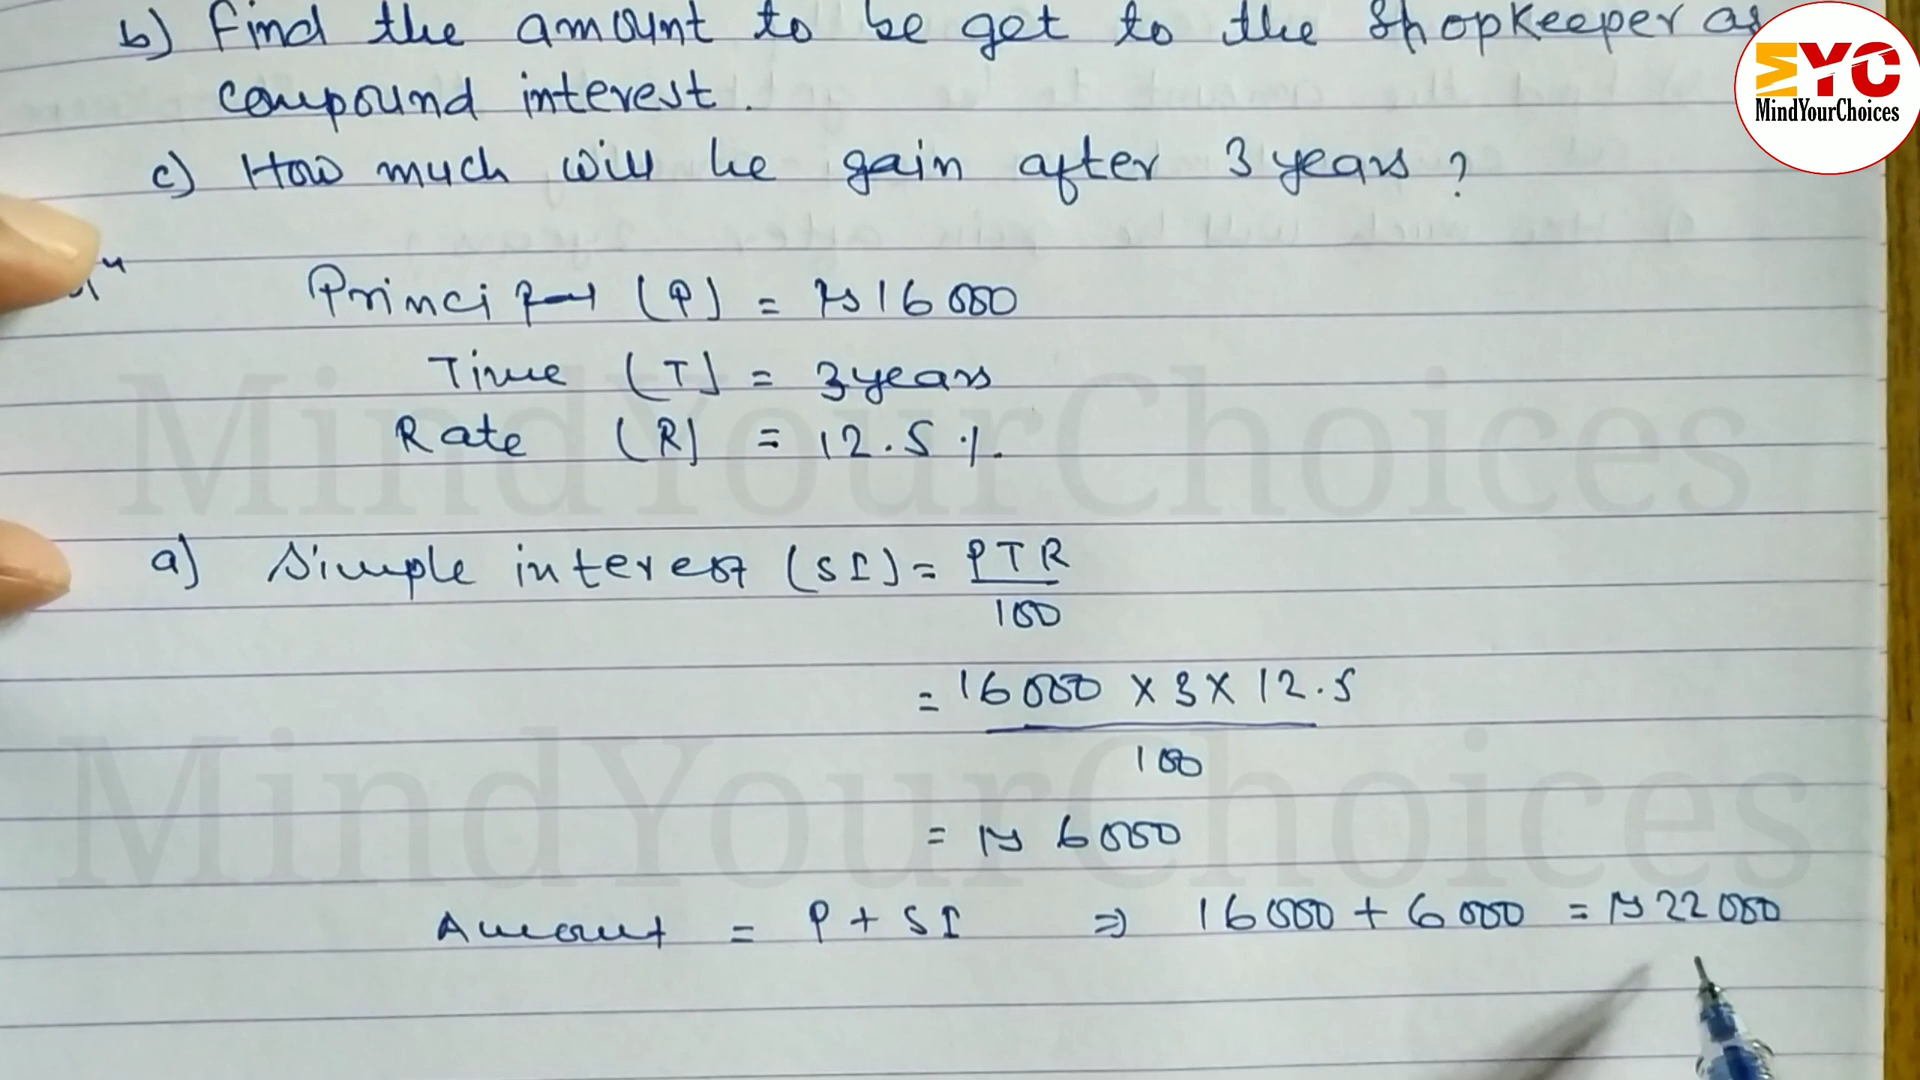 b) Find the amount to be get to the shopkeeper as
compound interest.
c) How much will he gain after 3 years?
Principal (P) = Rs 16000
Time (T) = 3 years
Rate (R) = 12.5 %
a) Simple interest (SI) = PTR
100
= 16000 × 3 × 12.5
100
= Rs 6000
Amount = P + SI ⇒ 16000 + 6000 = Rs 22000
MYC
MindYourChoices
MindYourChoices
MindYourChoices